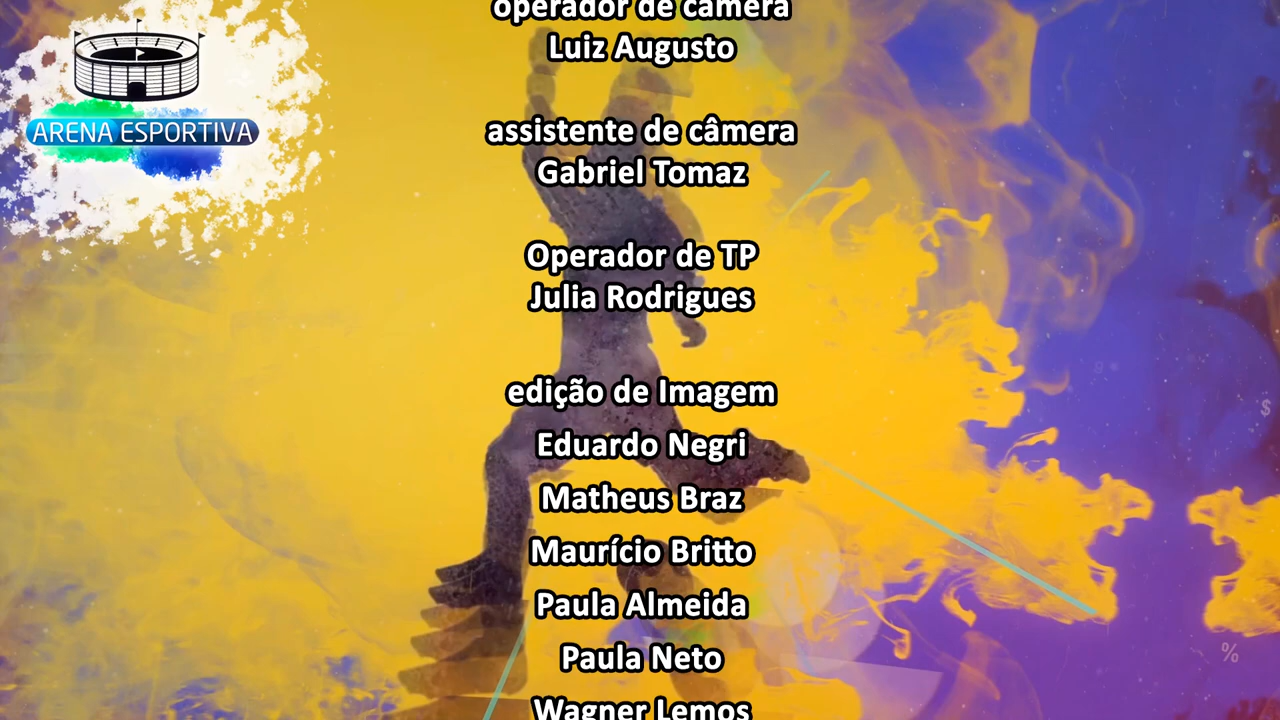 operador de câmera
Luiz Augusto
ARENA ESPORTIVA
assistente de câmera
Gabriel Tomaz
Operador de TP
Julia Rodrigues
edição de Imagem
Eduardo Negri
Matheus Braz
Maurício Britto
Paula Almeida
Paula Neto
Wagner Lemos
$
%